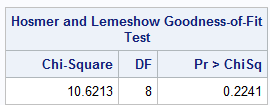 Hosmer and Lemeshow Goodness-of-Fit
Test
Chi-Square DF Pr > ChiSq
10.6213 8 0.2241